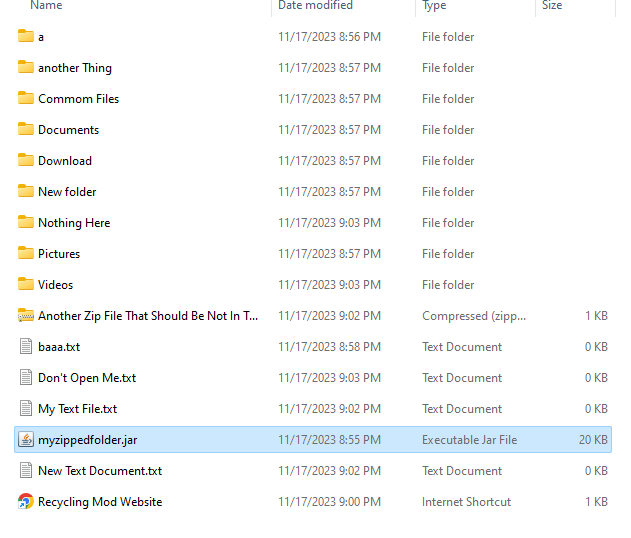 Name Date modified Type Size
a 11/17/2023 8:56 PM File folder
another Thing 11/17/2023 8:57 PM File folder
Commom Files 11/17/2023 8:57 PM File folder
Documents 11/17/2023 8:57 PM File folder
Download 11/17/2023 8:57 PM File folder
New folder 11/17/2023 8:57 PM File folder
Nothing Here 11/17/2023 9:03 PM File folder
Pictures 11/17/2023 8:57 PM File folder
Videos 11/17/2023 9:03 PM File folder
Another Zip File That Should Be Not In T... 11/17/2023 9:02 PM Compressed (zipp... 1 KB
baaa.txt 11/17/2023 8:58 PM Text Document 0 KB
Don't Open Me.txt 11/17/2023 9:03 PM Text Document 0 KB
My Text File.txt 11/17/2023 9:02 PM Text Document 0 KB
myzippedfolder.jar 11/17/2023 8:55 PM Executable Jar File 20 KB
New Text Document.txt 11/17/2023 9:02 PM Text Document 0 KB
Recycling Mod Website 11/17/2023 9:00 PM Internet Shortcut 1 KB